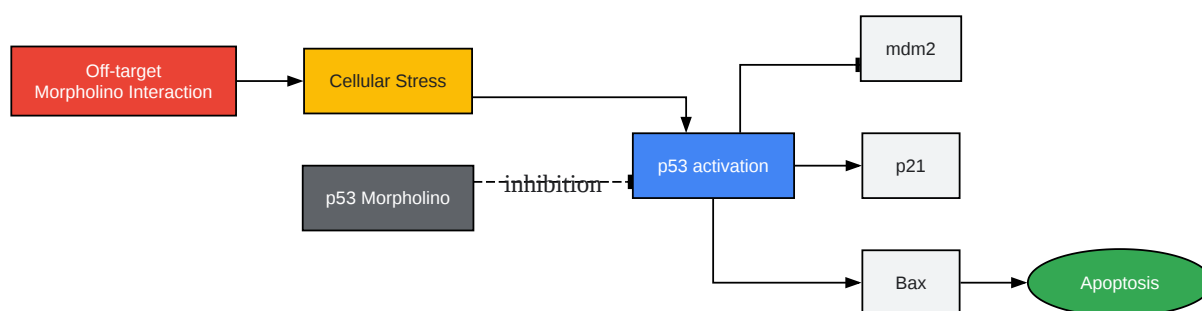 Off-target
Morpholino Interaction
Cellular Stress
mdm2
p53 activation
p21
p53 Morpholino
inhibition
Bax
Apoptosis